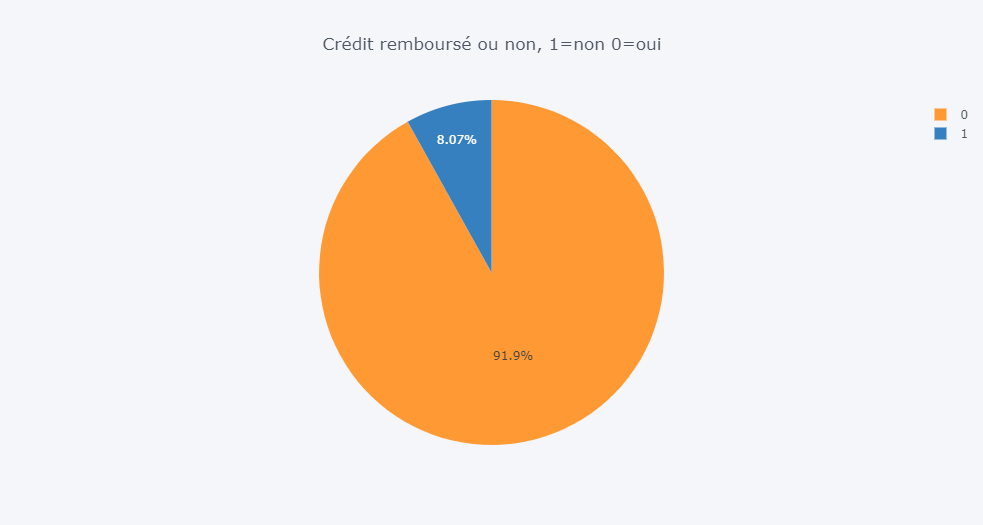 Crédit remboursé ou non, 1=non 0=oui
0
1
8.07%
91.9%